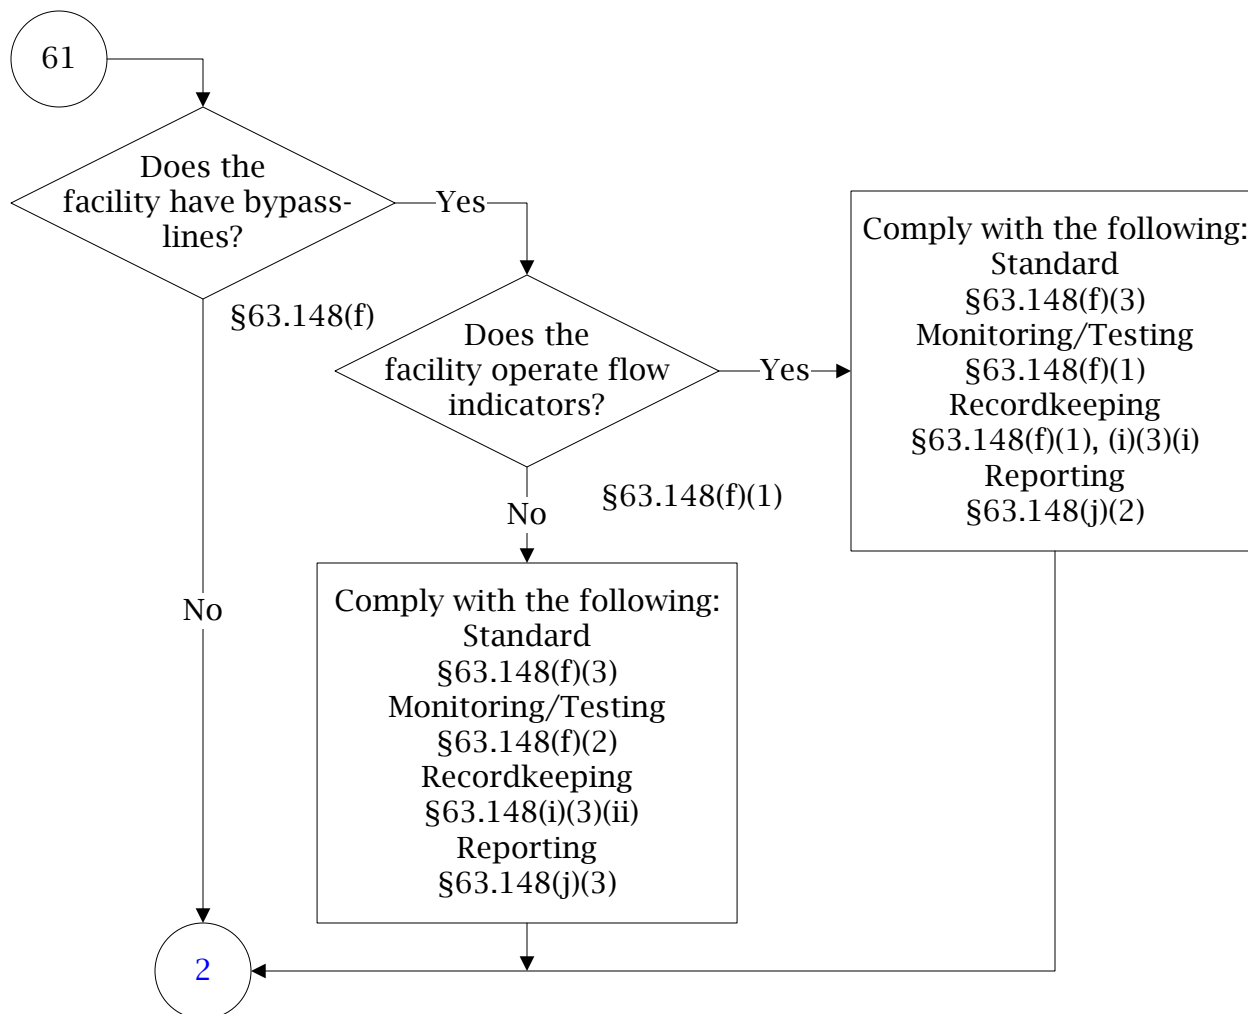 61
Does the
facility have bypass-
lines?
Yes
§63.148(f)
Does the
facility operate flow
indicators?
Yes
§63.148(f)(1)
No
Comply with the following:
Standard
§63.148(f)(3)
Monitoring/Testing
§63.148(f)(1)
Recordkeeping
§63.148(f)(1), (i)(3)(i)
Reporting
§63.148(j)(2)
No
Comply with the following:
Standard
§63.148(f)(3)
Monitoring/Testing
§63.148(f)(2)
Recordkeeping
§63.148(i)(3)(ii)
Reporting
§63.148(j)(3)
2